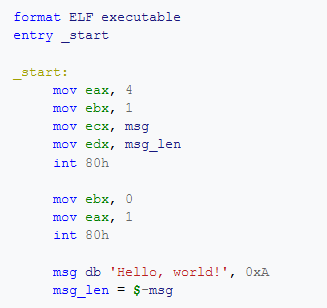 format ELF executable
entry _start

_start:
     mov eax, 4
     mov ebx, 1
     mov ecx, msg
     mov edx, msg_len
     int 80h

     mov ebx, 0
     mov eax, 1
     int 80h

     msg db 'Hello, world!', 0xA
     msg_len = $-msg